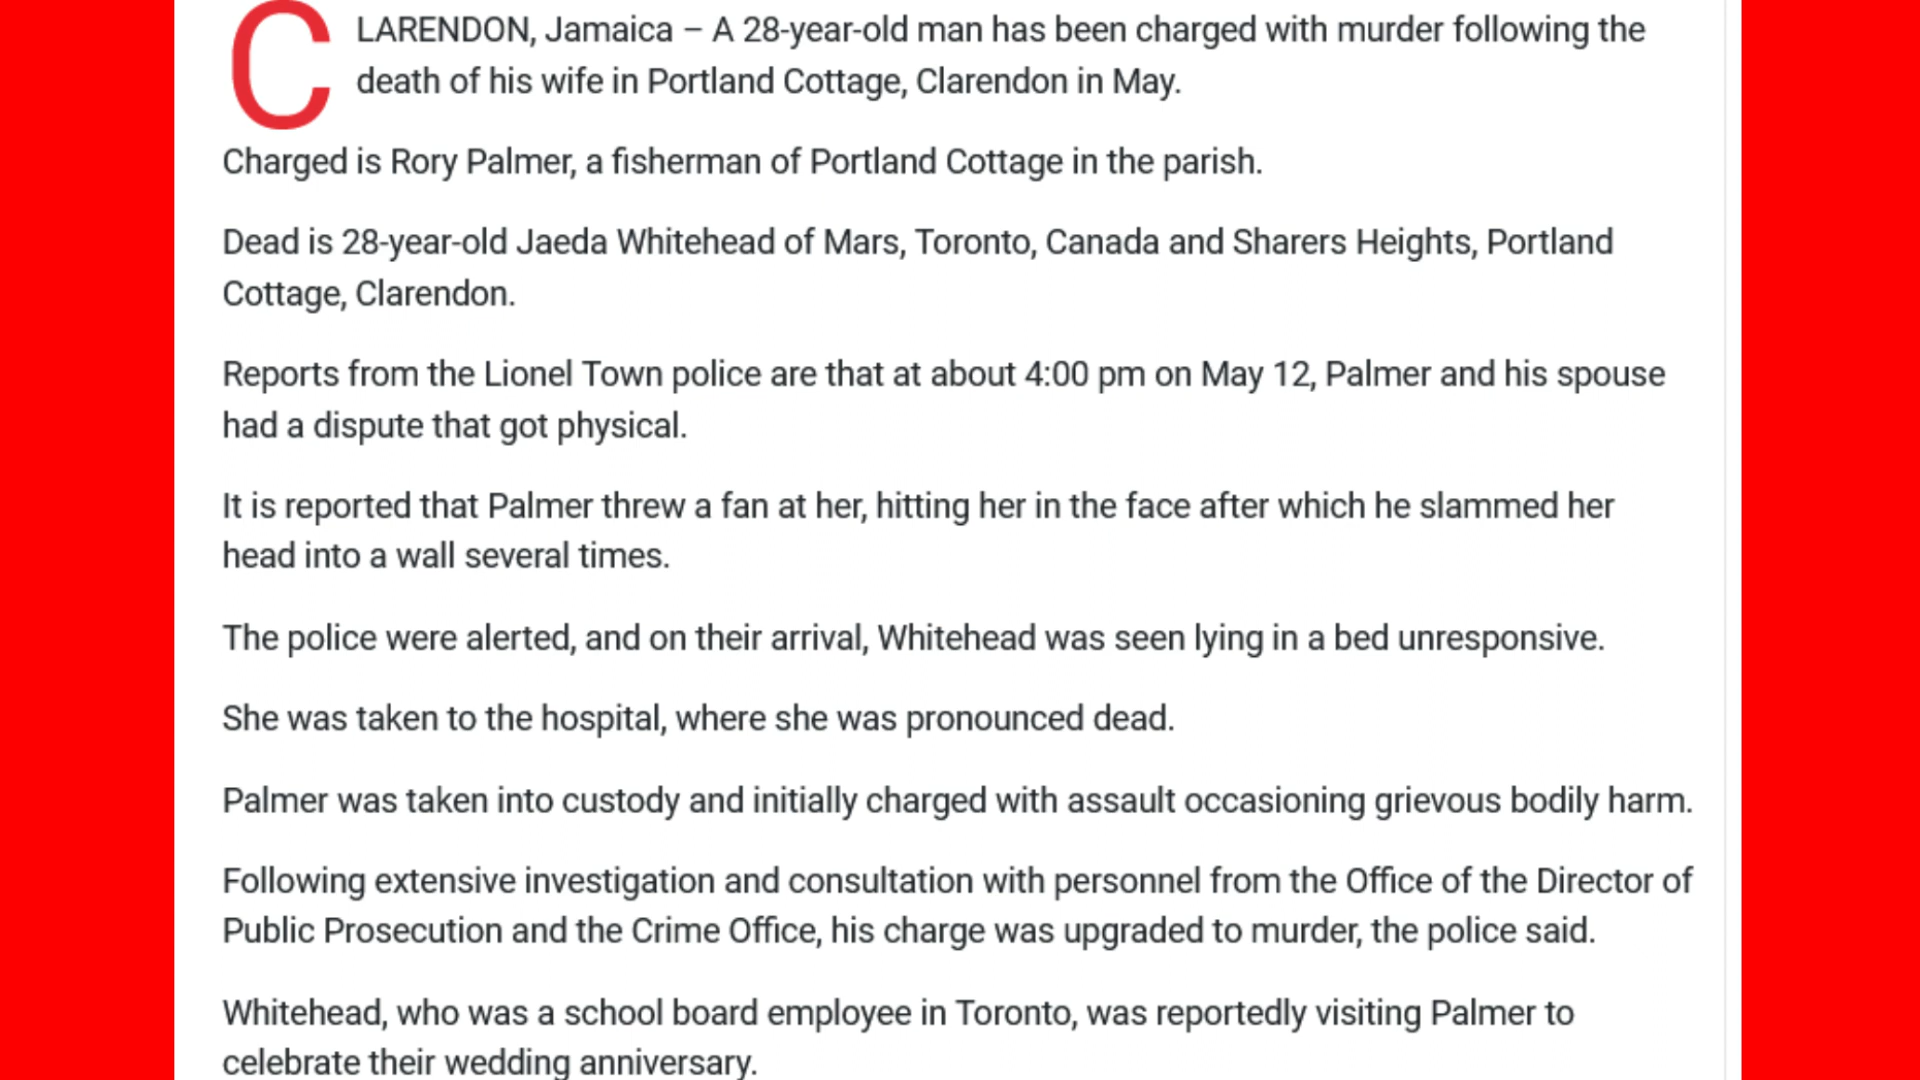 CLARENDON, Jamaica – A 28-year-old man has been charged with murder following the
death of his wife in Portland Cottage, Clarendon in May.
Charged is Rory Palmer, a fisherman of Portland Cottage in the parish.
Dead is 28-year-old Jaeda Whitehead of Mars, Toronto, Canada and Sharers Heights, Portland
Cottage, Clarendon.
Reports from the Lionel Town police are that at about 4:00 pm on May 12, Palmer and his spouse
had a dispute that got physical.
It is reported that Palmer threw a fan at her, hitting her in the face after which he slammed her
head into a wall several times.
The police were alerted, and on their arrival, Whitehead was seen lying in a bed unresponsive.
She was taken to the hospital, where she was pronounced dead.
Palmer was taken into custody and initially charged with assault occasioning grievous bodily harm.
Following extensive investigation and consultation with personnel from the Office of the Director of
Public Prosecution and the Crime Office, his charge was upgraded to murder, the police said.
Whitehead, who was a school board employee in Toronto, was reportedly visiting Palmer to
celebrate their wedding anniversary.